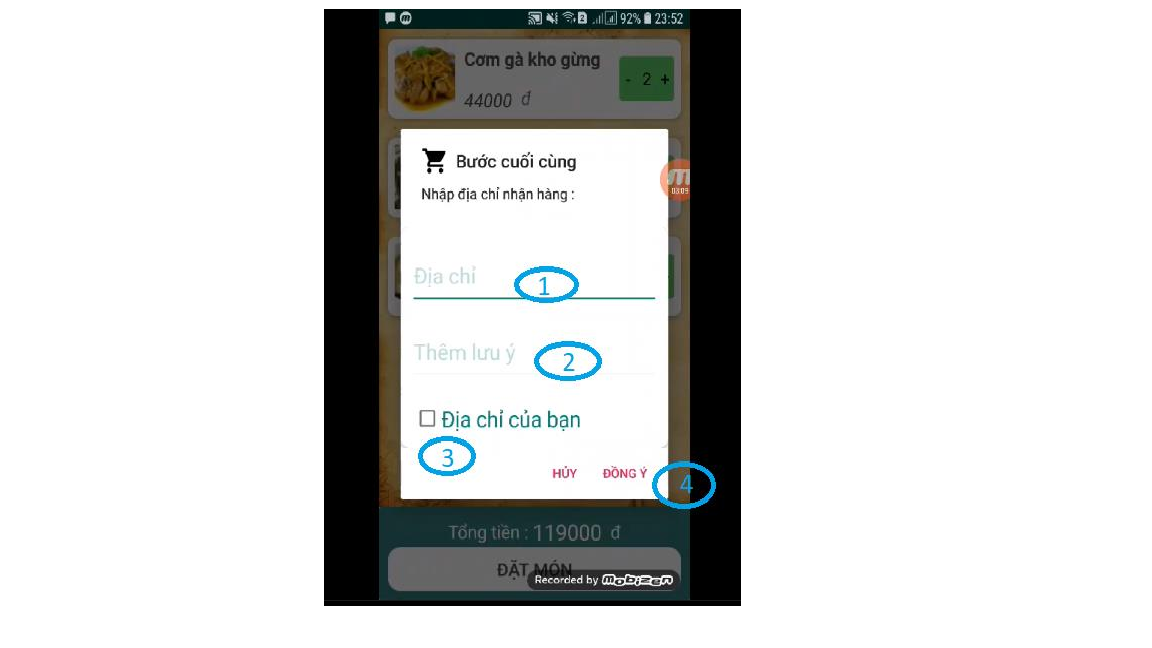 92% 23:52
Cơm gà kho gừng
- 2 +
44000 đ
Bước cuối cùng
Nhập địa chỉ nhận hàng :
03:09
Địa chỉ
1
Thêm lưu ý
2
Địa chỉ của bạn
3
HỦY ĐỒNG Ý
4
Tổng tiền : 119000 đ
ĐẶT MÓN
Recorded by mobizen